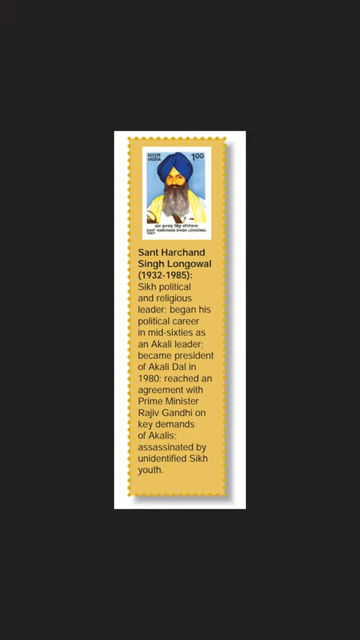 भारत
INDIA
1.00
SANT HARCHAND SINGH LONGOWAL
1987
Sant Harchand
Singh Longowal
(1932-1985):
Sikh political
and religious
leader; began his
political career
in mid-sixties as
an Akali leader;
became president
of Akali Dal in
1980; reached an
agreement with
Prime Minister
Rajiv Gandhi on
key demands
of Akalis;
assassinated by
unidentified Sikh
youth.